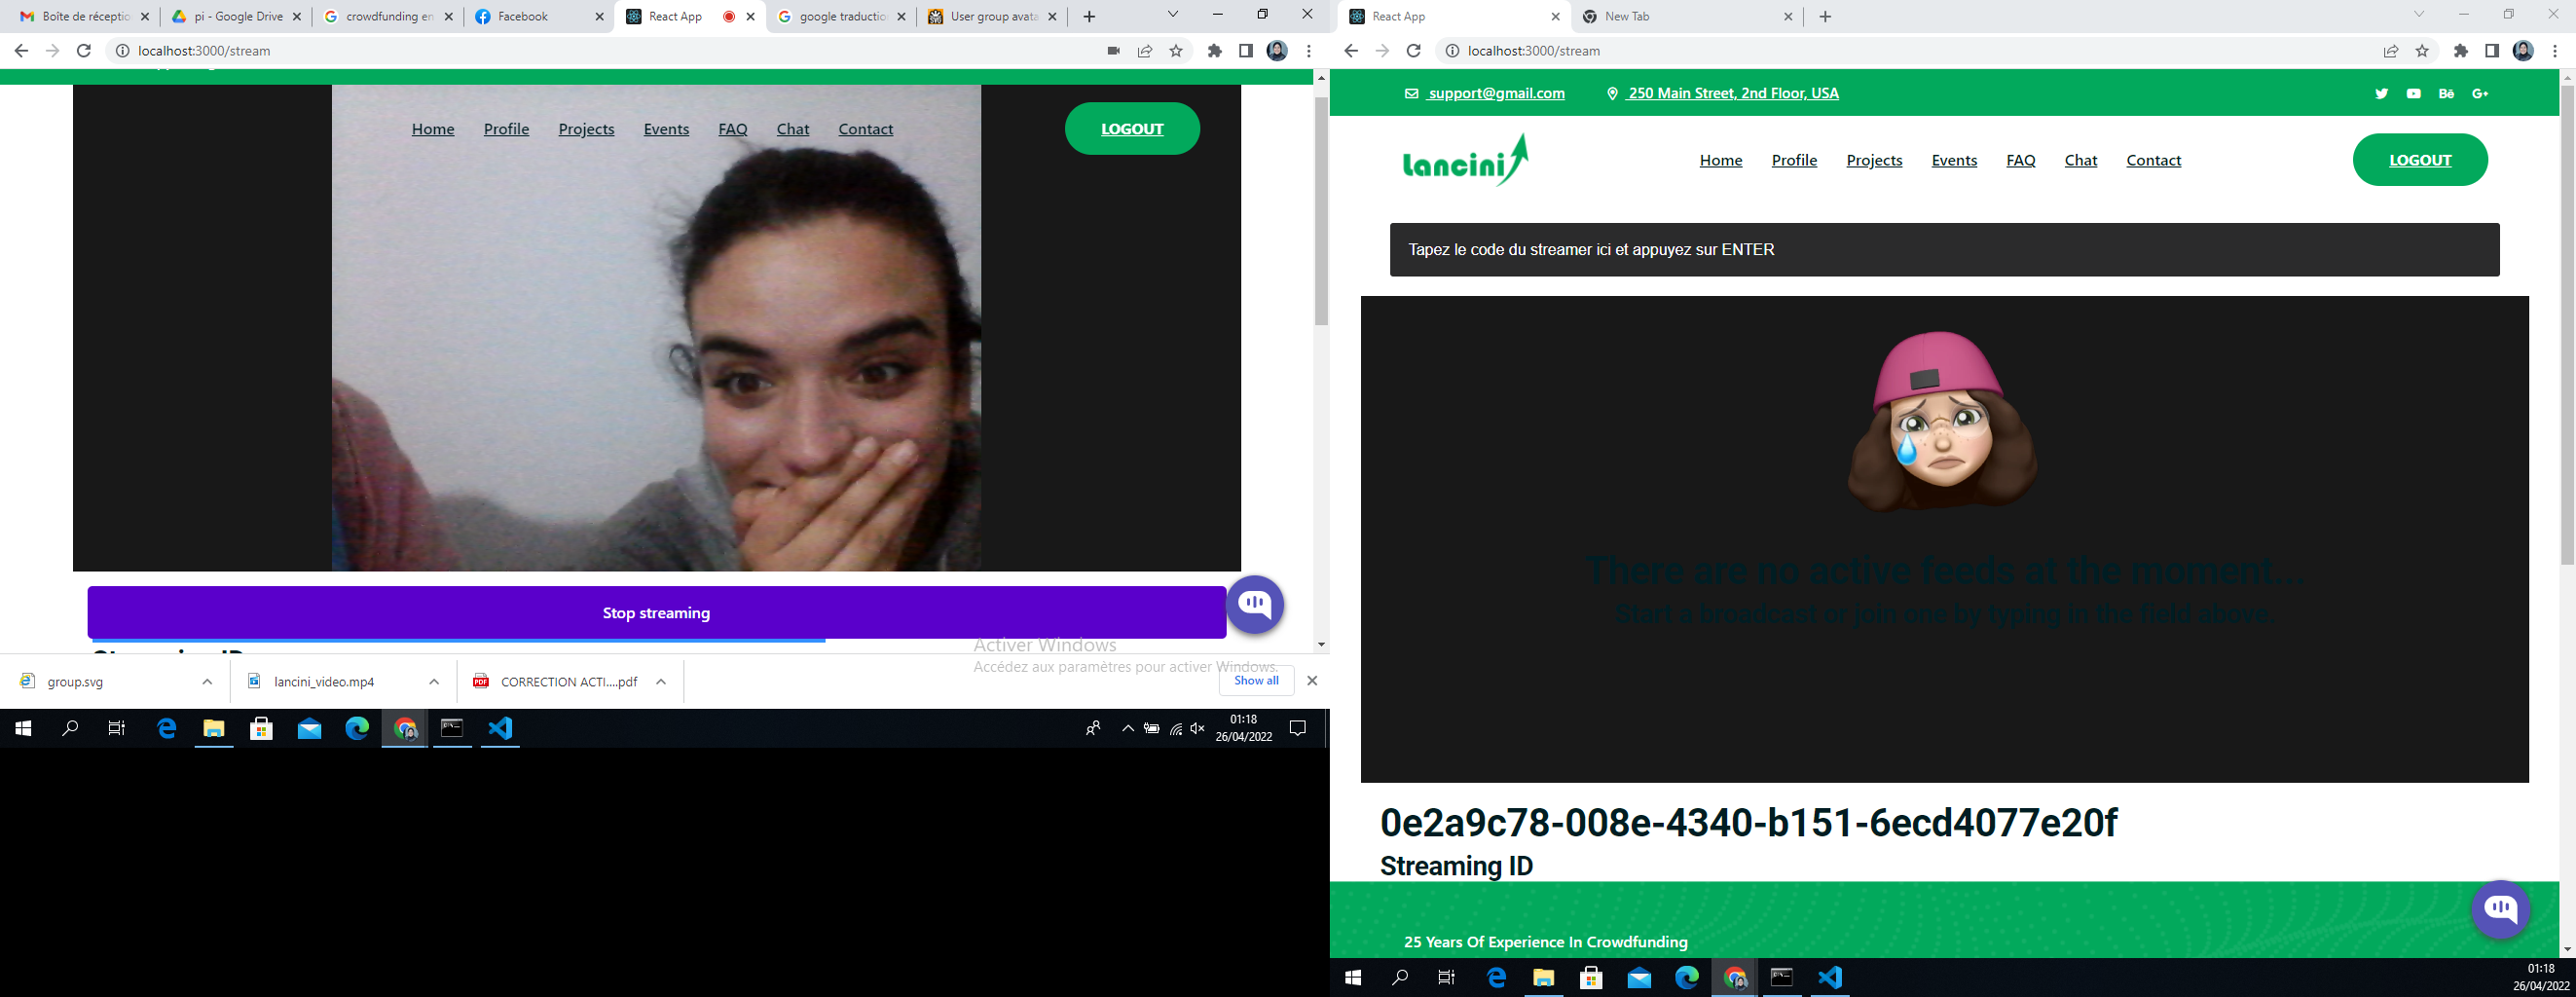 Boîte de réceptio
pi - Google Drive
crowdfunding en
Facebook
React App
google traductio
User group avata
localhost:3000/stream
Home
Profile
Projects
Events
FAQ
Chat
Contact
LOGOUT
Stop streaming
Streaming ID
Activer Windows
Accédez aux paramètres pour activer Windows.
group.svg
lancini_video.mp4
CORRECTION ACTI....pdf
Show all
01:18
26/04/2022
React App
New Tab
localhost:3000/stream
support@gmail.com
250 Main Street, 2nd Floor, USA
Bē
G+
Lancini
Home
Profile
Projects
Events
FAQ
Chat
Contact
LOGOUT
Tapez le code du streamer ici et appuyez sur ENTER
There are no active feeds at the moment...
Start a broadcast or join one by typing in the field above.
0e2a9c78-008e-4340-b151-6ecd4077e20f
Streaming ID
25 Years Of Experience In Crowdfunding
01:18
26/04/2022